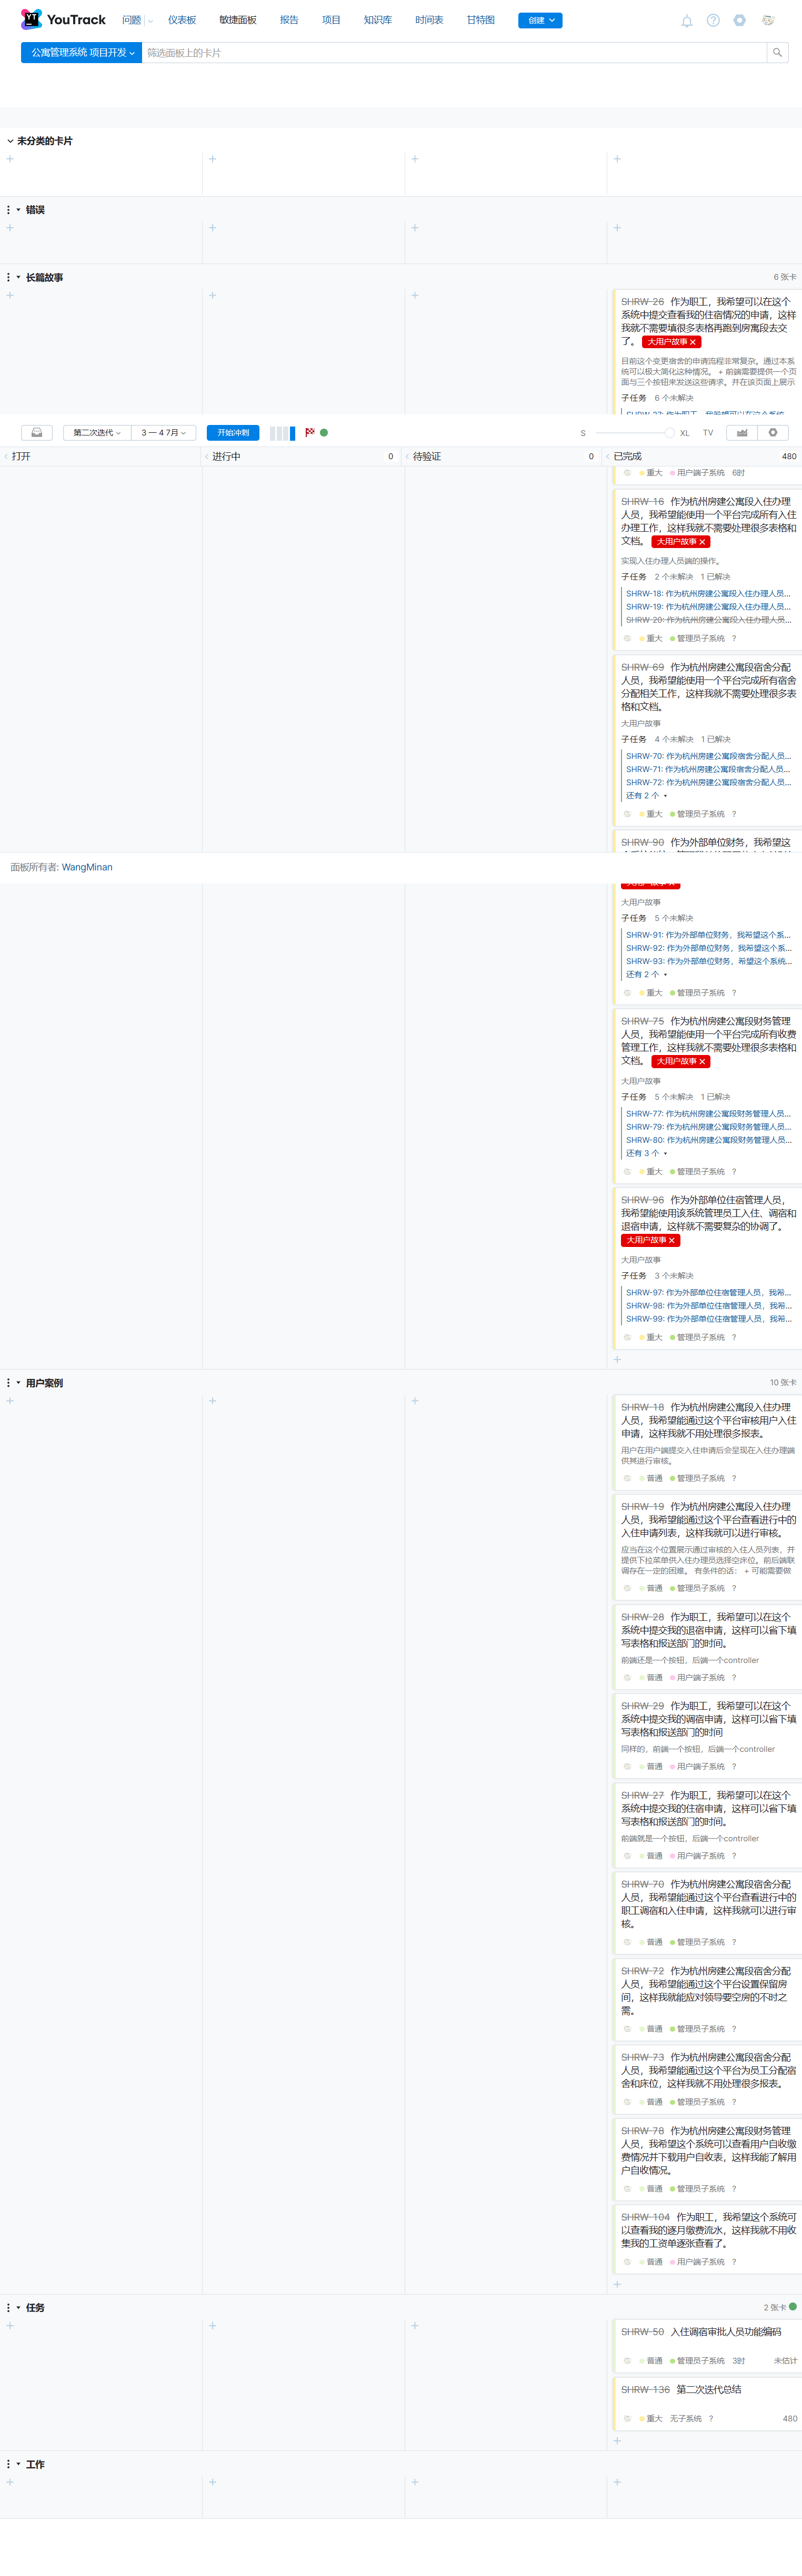 YouTrack 问题 仪表板 敏捷面板 报告 项目 知识库 时间表 甘特图 创建
公寓管理系统 项目开发 筛选面板上的卡片
未分类的卡片
错误
长篇故事 6 张卡
SHRW-26 作为职工，我希望可以在这个
系统中提交查看我的住宿情况的申请，这样
我就不需要填很多表格再跑到房寓段去交
了。 大用户故事
目前这个变更宿舍的申请流程非常复杂。通过本系
统可以极大简化这种情况。 + 前端需要提供一个页
面与三个按钮来发送这些请求。并在该页面上展示
子任务 6 个未解决
第二次迭代 3 — 4 7月 开始冲刺 S XL TV
打开 进行中 0 待验证 0 已完成 480
重大 用户端子系统 6时
SHRW-16 作为杭州房建公寓段入住办理
人员，我希望能使用一个平台完成所有入住
办理工作，这样我就不需要处理很多表格和
文档。 大用户故事
实现入住办理人员端的操作。
子任务 2 个未解决 1 已解决
SHRW-18: 作为杭州房建公寓段入住办理人员...
SHRW-19: 作为杭州房建公寓段入住办理人员...
SHRW-20: 作为杭州房建公寓段入住办理人员...
重大 管理员子系统 ?
SHRW-69 作为杭州房建公寓段宿舍分配
人员，我希望能使用一个平台完成所有宿舍
分配相关工作，这样我就不需要处理很多表
格和文档。
大用户故事
子任务 4 个未解决 1 已解决
SHRW-70: 作为杭州房建公寓段宿舍分配人员...
SHRW-71: 作为杭州房建公寓段宿舍分配人员...
SHRW-72: 作为杭州房建公寓段宿舍分配人员...
还有 2 个
重大 管理员子系统 ?
SHRW-90 作为外部单位财务，我希望这
面板所有者: WangMinan
大用户故事
子任务 5 个未解决
SHRW-91: 作为外部单位财务，我希望这个系...
SHRW-92: 作为外部单位财务，我希望这个系...
SHRW-93: 作为外部单位财务，希望这个系统...
还有 2 个
重大 管理员子系统 ?
SHRW-75 作为杭州房建公寓段财务管理
人员，我希望能使用一个平台完成所有收费
管理工作，这样我就不需要处理很多表格和
文档。 大用户故事
大用户故事
子任务 5 个未解决 1 已解决
SHRW-77: 作为杭州房建公寓段财务管理人员...
SHRW-79: 作为杭州房建公寓段财务管理人员...
SHRW-80: 作为杭州房建公寓段财务管理人员...
还有 3 个
重大 管理员子系统 ?
SHRW-96 作为外部单位住宿管理人员，
我希望能使用该系统管理员工入住、调宿和
退宿申请，这样就不需要复杂的协调了。
大用户故事
大用户故事
子任务 3 个未解决
SHRW-97: 作为外部单位住宿管理人员，我希...
SHRW-98: 作为外部单位住宿管理人员，我希...
SHRW-99: 作为外部单位住宿管理人员，我希...
重大 管理员子系统 ?
用户案例 10 张卡
SHRW-18 作为杭州房建公寓段入住办理
人员，我希望能通过这个平台审核用户入住
申请，这样我就不用处理很多报表。
用户在用户端提交入住申请后会呈现在入住办理端
供其进行审核。
普通 管理员子系统 ?
SHRW-19 作为杭州房建公寓段入住办理
人员，我希望能通过这个平台查看进行中的
入住申请列表，这样我就可以进行审核。
应当在这个位置展示通过审核的入住人员列表，并
提供下拉菜单供入住办理员选择空床位。前后端联
调存在一定的困难。 有条件的话： + 可能需要做
普通 管理员子系统 ?
SHRW-28 作为职工，我希望可以在这个
系统中提交我的退宿申请，这样可以省下填
写表格和报送部门的时间。
前端还是一个按钮，后端一个controller
普通 用户端子系统 ?
SHRW-29 作为职工，我希望可以在这个
系统中提交我的调宿申请，这样可以省下填
写表格和报送部门的时间
同样的，前端一个按钮，后端一个controller
普通 用户端子系统 ?
SHRW-27 作为职工，我希望可以在这个
系统中提交我的住宿申请，这样可以省下填
写表格和报送部门的时间。
前端就是一个按钮，后端一个controller
普通 用户端子系统 ?
SHRW-70 作为杭州房建公寓段宿舍分配
人员，我希望能通过这个平台查看进行中的
职工调宿和入住申请，这样我就可以进行审
核。
普通 管理员子系统 ?
SHRW-72 作为杭州房建公寓段宿舍分配
人员，我希望能通过这个平台设置保留房
间，这样我就能应对领导要空房的不时之
需。
普通 管理员子系统 ?
SHRW-73 作为杭州房建公寓段宿舍分配
人员，我希望能通过这个平台为员工分配宿
舍和床位，这样我就不用处理很多报表。
普通 管理员子系统 ?
SHRW-78 作为杭州房建公寓段财务管理
人员，我希望这个系统可以查看用户自收缴
费情况并下载用户自收表，这样我能了解用
户自收情况。
普通 管理员子系统 ?
SHRW-104 作为职工，我希望这个系统可
以查看我的逐月缴费流水，这样我就不用收
集我的工资单逐张查看了。
普通 用户端子系统 ?
任务 2 张卡
SHRW-50 入住调宿审批人员功能编码
普通 管理员子系统 3时 未估计
SHRW-136 第二次迭代总结
重大 无子系统 ? 480
工作